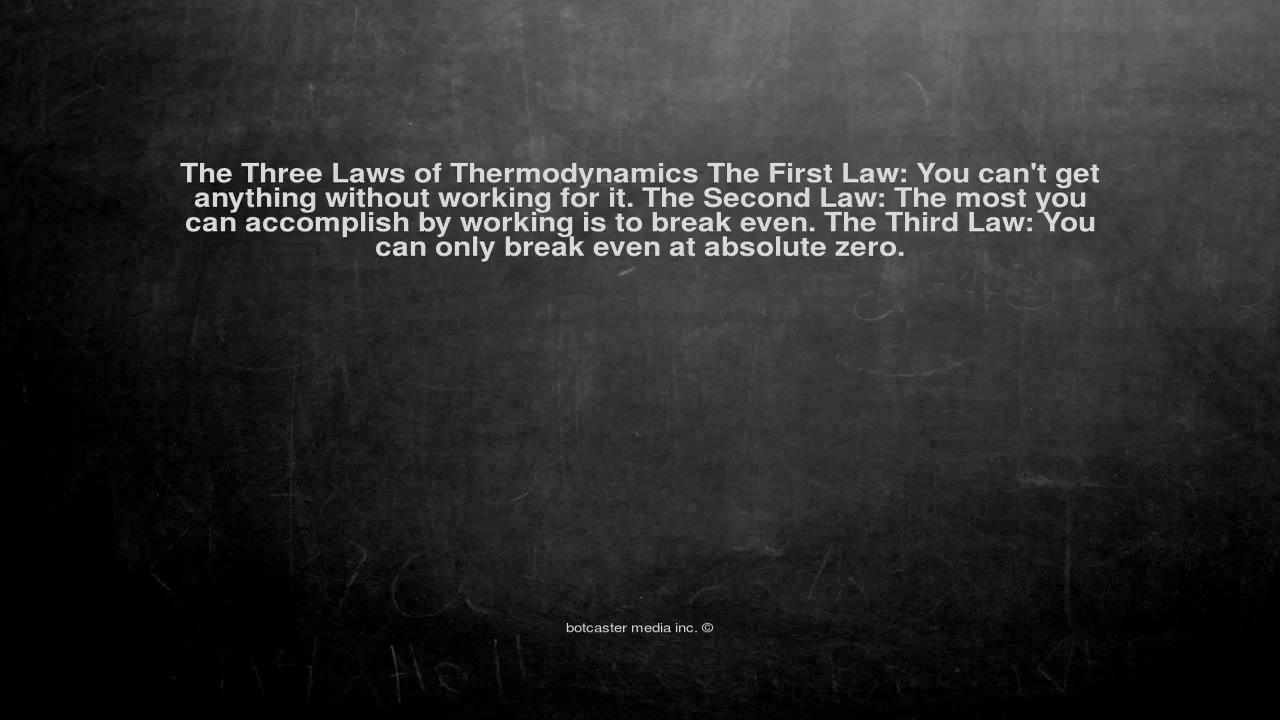 The Three Laws of Thermodynamics The First Law: You can't get
anything without working for it. The Second Law: The most you
can accomplish by working is to break even. The Third Law: You
can only break even at absolute zero.
botcaster media inc. ©